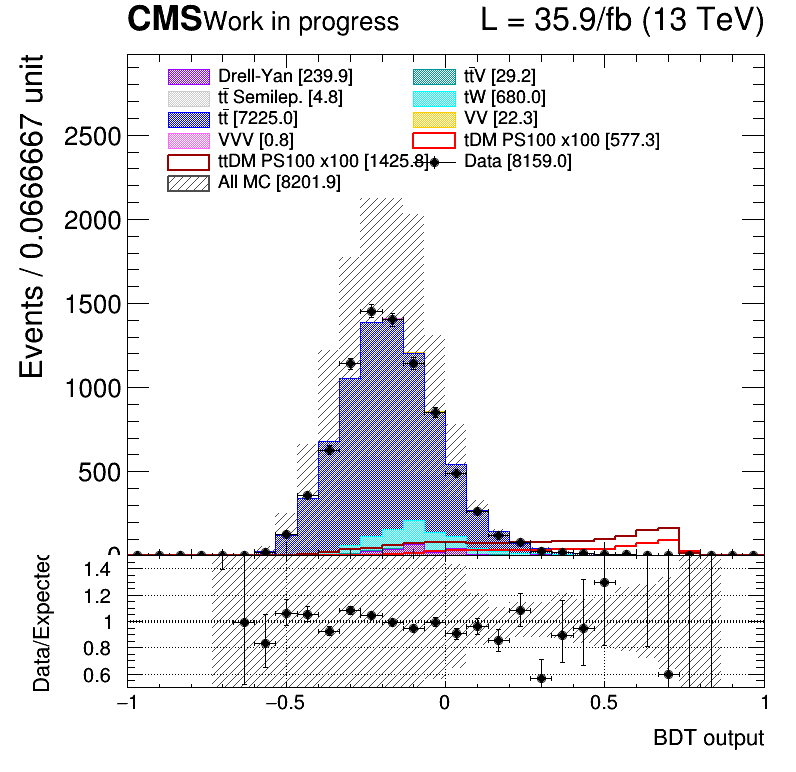 CMS Work in progress L = 35.9/fb (13 TeV)
Events / 0.0666667 unit
Drell-Yan [239.9]
tt̄ Semilep. [4.8]
tt̄ [7225.0]
VVV [0.8]
ttDM PS100 x100 [1425.8]
All MC [8201.9]
tt̄V [29.2]
tW [680.0]
VV [22.3]
tDM PS100 x100 [577.3]
Data [8159.0]
2500
2000
1500
1000
500
0
Data/Expected
1.4
1.2
1
0.8
0.6
−1 −0.5 0 0.5 1
BDT output